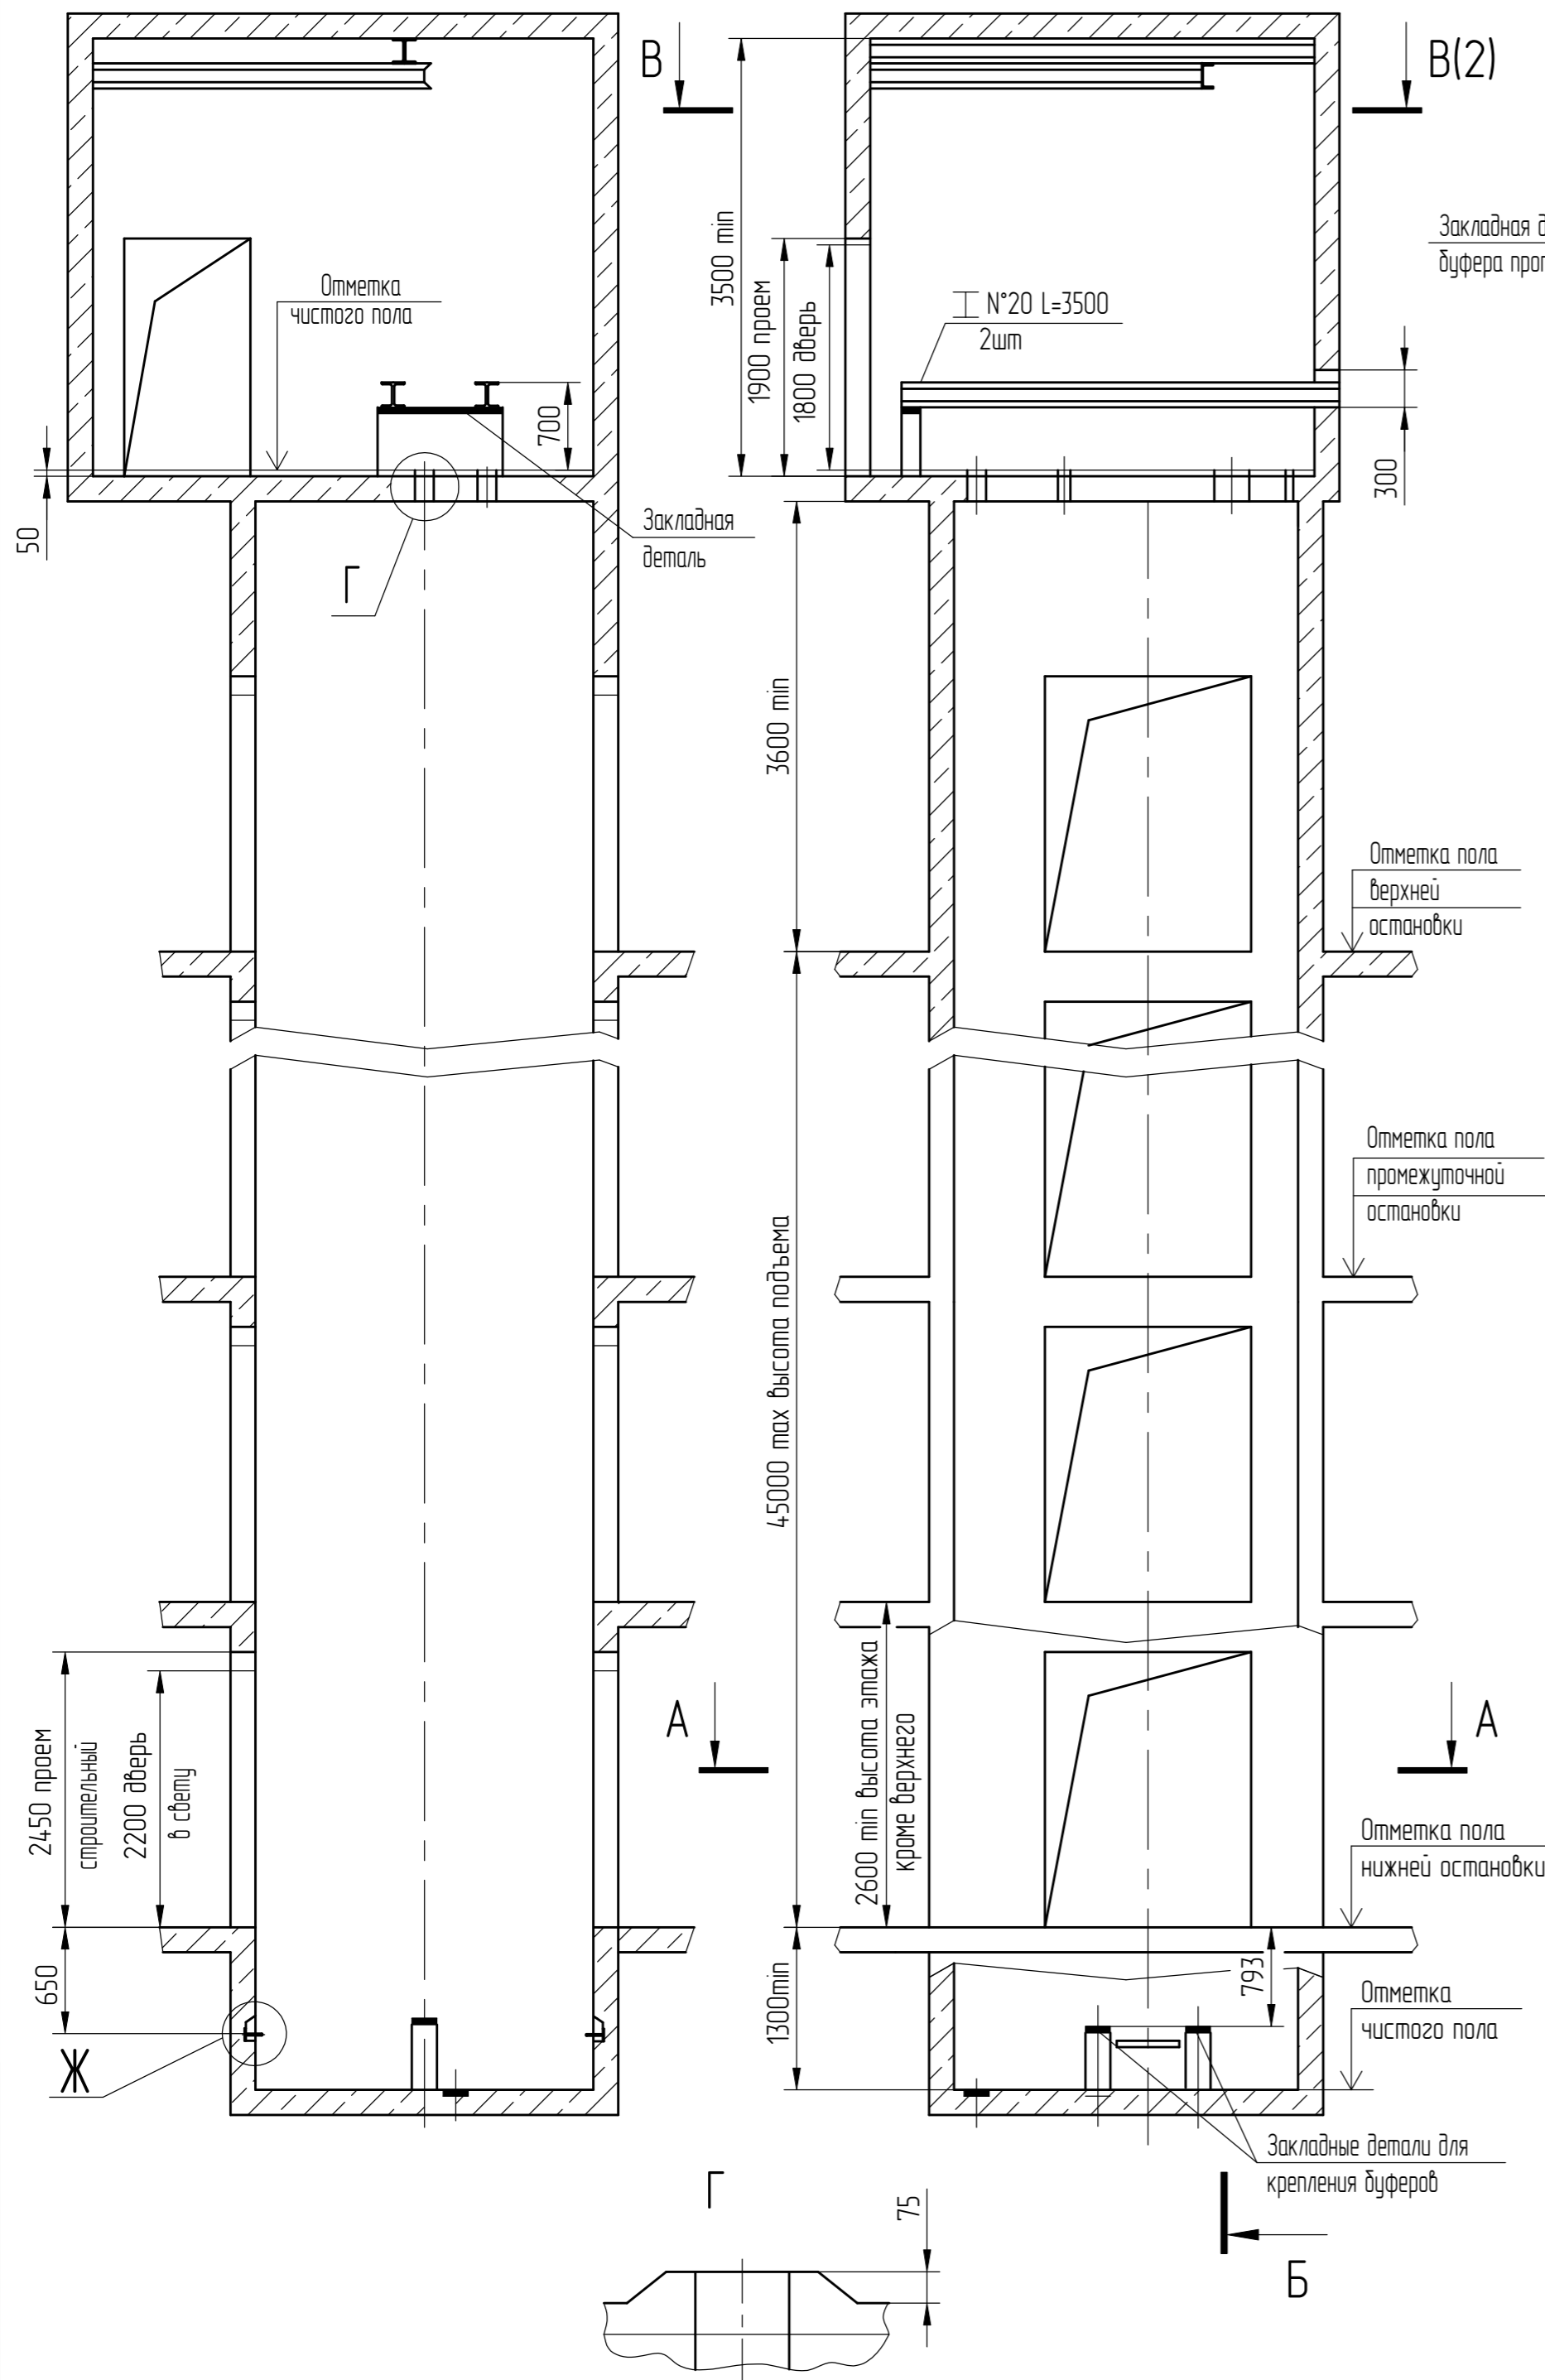 В
В(2)
3500 min
1900 проем
1800 дверь
Закладная
буфера
Отметка
чистого пола
N°20 L=3500
2шт
700
300
50
Закладная
деталь
Г
3600 min
Отметка пола
верхней
остановки
Отметка пола
промежуточной
остановки
45000 max высота подъема
2600 min высота этажа
кроме верхнего
А
А
2450 проем
строительный
2200 дверь
в свету
Отметка пола
нижней остановки
650
1300min
793
Отметка
чистого пола
Ж
Закладные детали для
крепления буферов
Г
75
Б